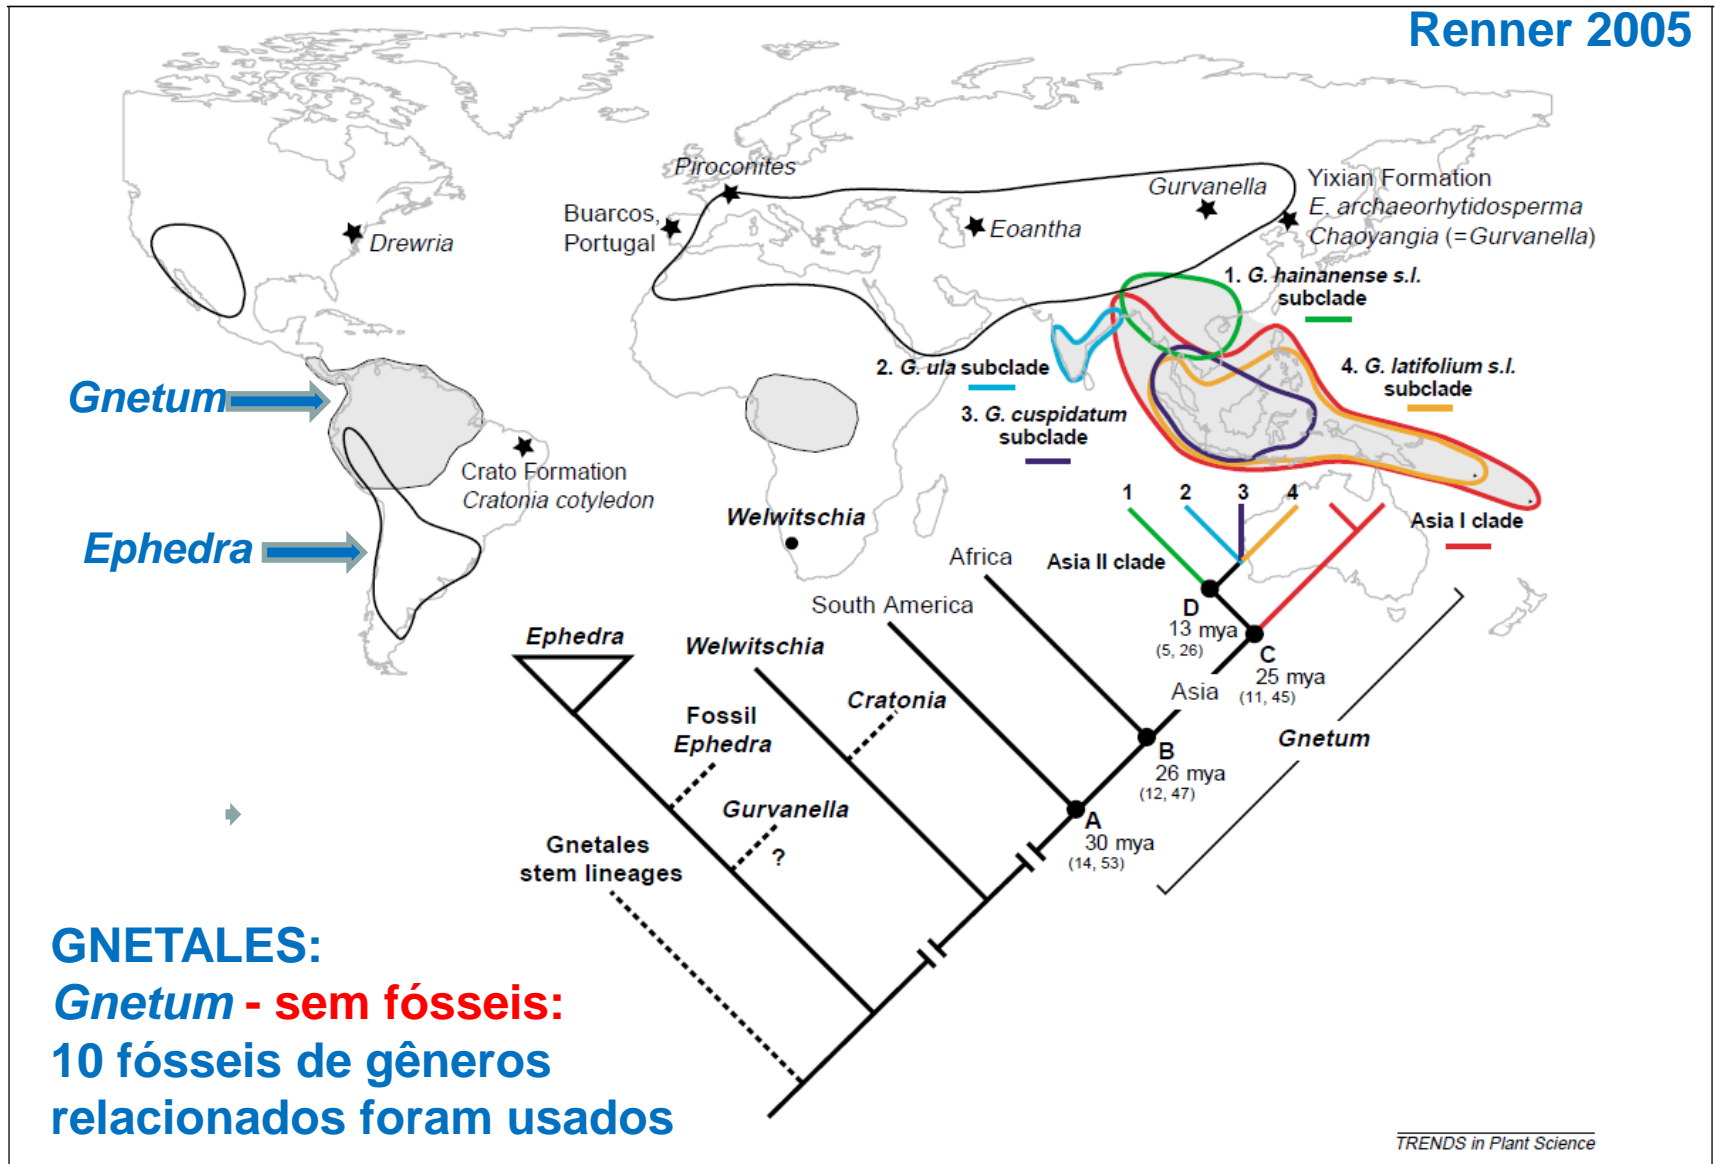 Renner 2005
Piroconites
Buarcos,
Portugal
Drewria
Eoantha
Gurvanella
Yixian Formation
E. archaeorhytidosperma
Chaoyangia (=Gurvanella)
1. G. hainanense s.l.
subclade
2. G. ula subclade
3. G. cuspidatum
subclade
4. G. latifolium s.l.
subclade
Gnetum
Crato Formation
Cratonia cotyledon
Ephedra
Welwitschia
1 2 3 4
Asia I clade
Asia II clade
Africa
South America
D
13 mya
(5, 26)
C
25 mya
(11, 45)
Asia
Ephedra
Welwitschia
Cratonia
Fossil
Ephedra
Gnetum
B
26 mya
(12, 47)
Gurvanella
?
A
30 mya
(14, 53)
Gnetales
stem lineages
GNETALES:
Gnetum - sem fósseis:
10 fósseis de gêneros
relacionados foram usados
TRENDS in Plant Science